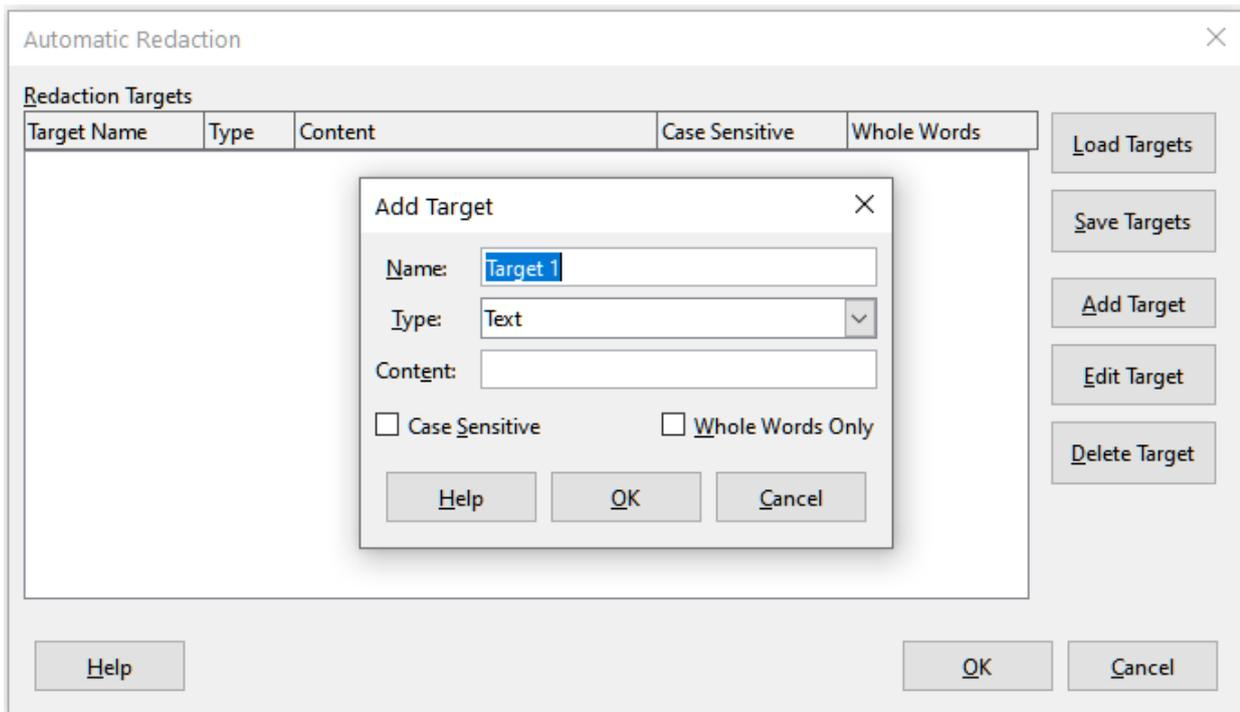 Automatic Redaction
Redaction Targets
Target Name Type Content Case Sensitive Whole Words
Load Targets
Save Targets
Add Target
Edit Target
Delete Target
Add Target
Name: Target 1
Type: Text
Content:
Case Sensitive Whole Words Only
Help OK Cancel
Help OK Cancel